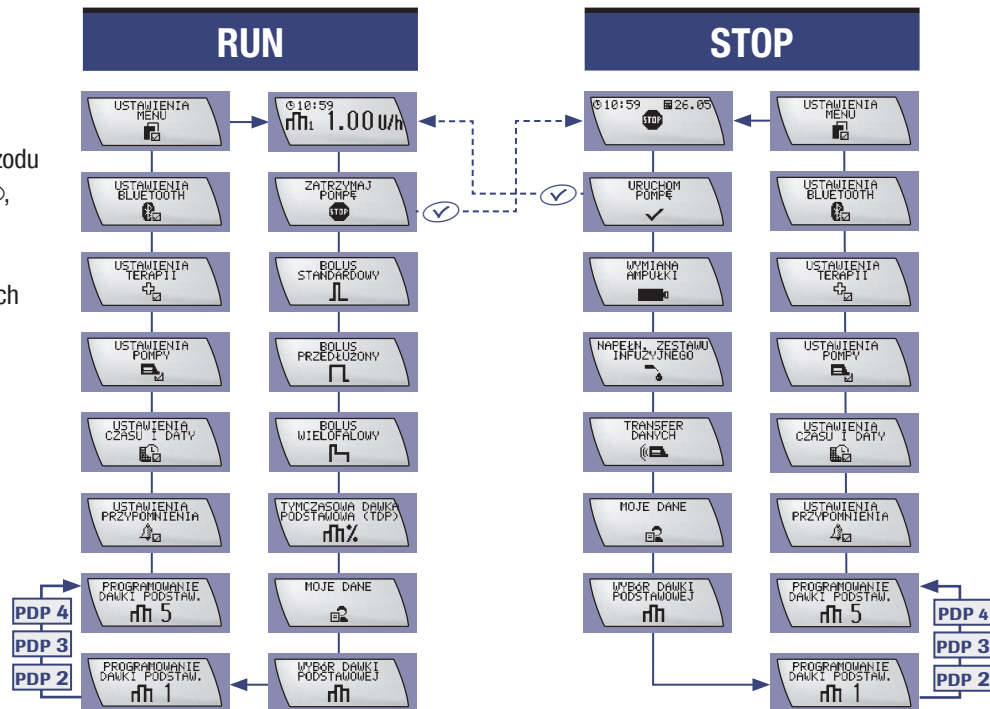 RUN
STOP
zodu
,
ch
USTAWIENIA
MENU
USTAWIENIA
BLUETOOTH
USTAWIENIA
TERAPII
USTAWIENIA
POMPY
USTAWIENIA
CZASU I DATY
USTAWIENIA
PRZYPOMNIENIA
PROGRAMOWANIE
DAWKI PODSTAW.
5
PDP 4
PDP 3
PDP 2
PROGRAMOWANIE
DAWKI PODSTAW.
1
10:59
1 1.00 U/h
ZATRZYMAJ
POMPĘ
STOP
BOLUS
STANDARDOWY
BOLUS
PRZEDŁUŻONY
BOLUS
WIELOFALOWY
TYMCZASOWA DAWKA
PODSTAWOWA (TDP)
%
MOJE DANE
WYBÓR DAWKI
PODSTAWOWEJ
10:59 26.05
STOP
URUCHOM
POMPĘ
WYMIANA
AMPUŁKI
NAPEŁN. ZESTAWU
INFUZYJNEGO
TRANSFER
DANYCH
MOJE DANE
WYBÓR DAWKI
PODSTAWOWEJ
USTAWIENIA
MENU
USTAWIENIA
BLUETOOTH
USTAWIENIA
TERAPII
USTAWIENIA
POMPY
USTAWIENIA
CZASU I DATY
USTAWIENIA
PRZYPOMNIENIA
PROGRAMOWANIE
DAWKI PODSTAW.
5
PDP 4
PDP 3
PDP 2
PROGRAMOWANIE
DAWKI PODSTAW.
1